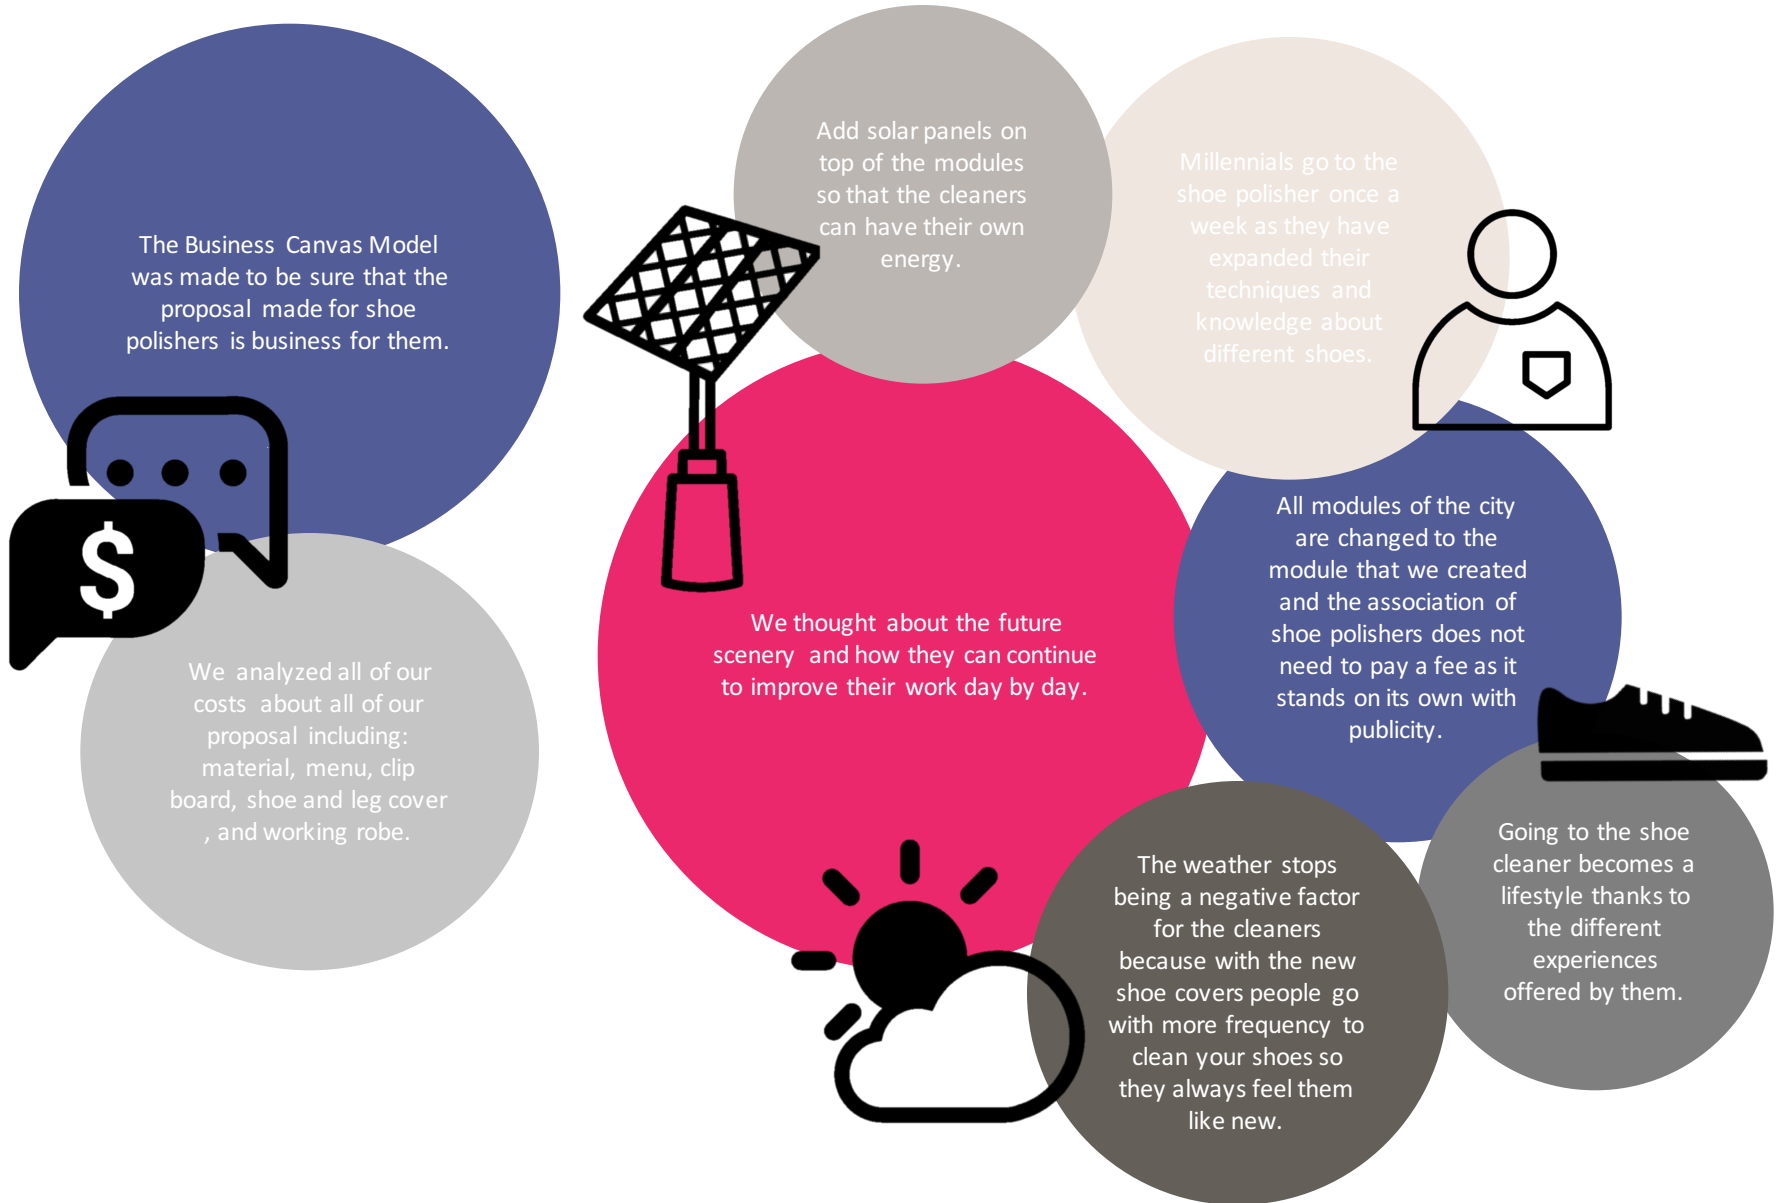 The Business Canvas Model
was made to be sure that the
proposal made for shoe
polishers is business for them.
$
We analyzed all of our
costs about all of our
proposal including:
material, menu, clip
board, shoe and leg cover
, and working robe.
Add solar panels on
top of the modules
so that the cleaners
can have their own
energy.
Millennials go to the
shoe polisher once a
week as they have
expanded their
techniques and
knowledge about
different shoes.
We thought about the future
scenery and how they can continue
to improve their work day by day.
All modules of the city
are changed to the
module that we created
and the association of
shoe polishers does not
need to pay a fee as it
stands on its own with
publicity.
The weather stops
being a negative factor
for the cleaners
because with the new
shoe covers people go
with more frequency to
clean your shoes so
they always feel them
like new.
Going to the shoe
cleaner becomes a
lifestyle thanks to
the different
experiences
offered by them.